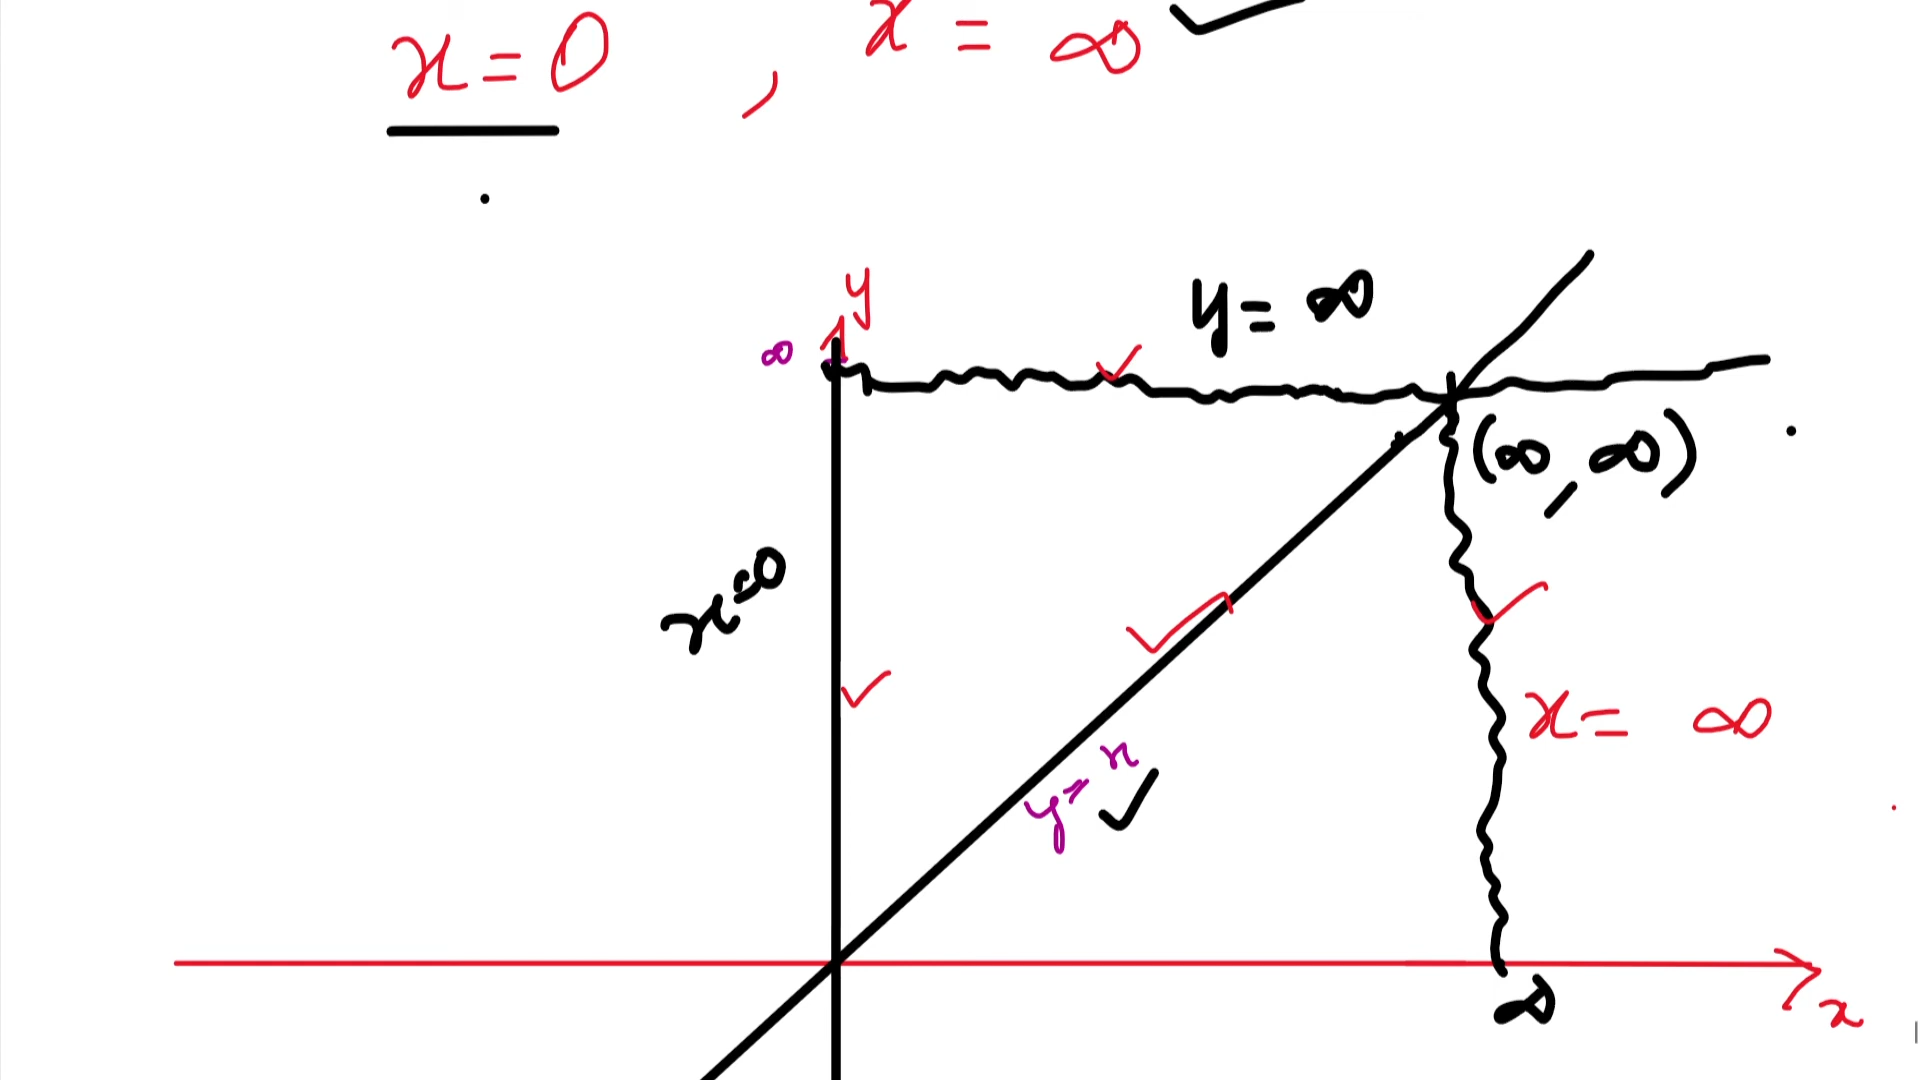 x = 0 , x = ∞
y
y = ∞
∞
(∞, ∞)
x=0
x = ∞
y=x
∞
x